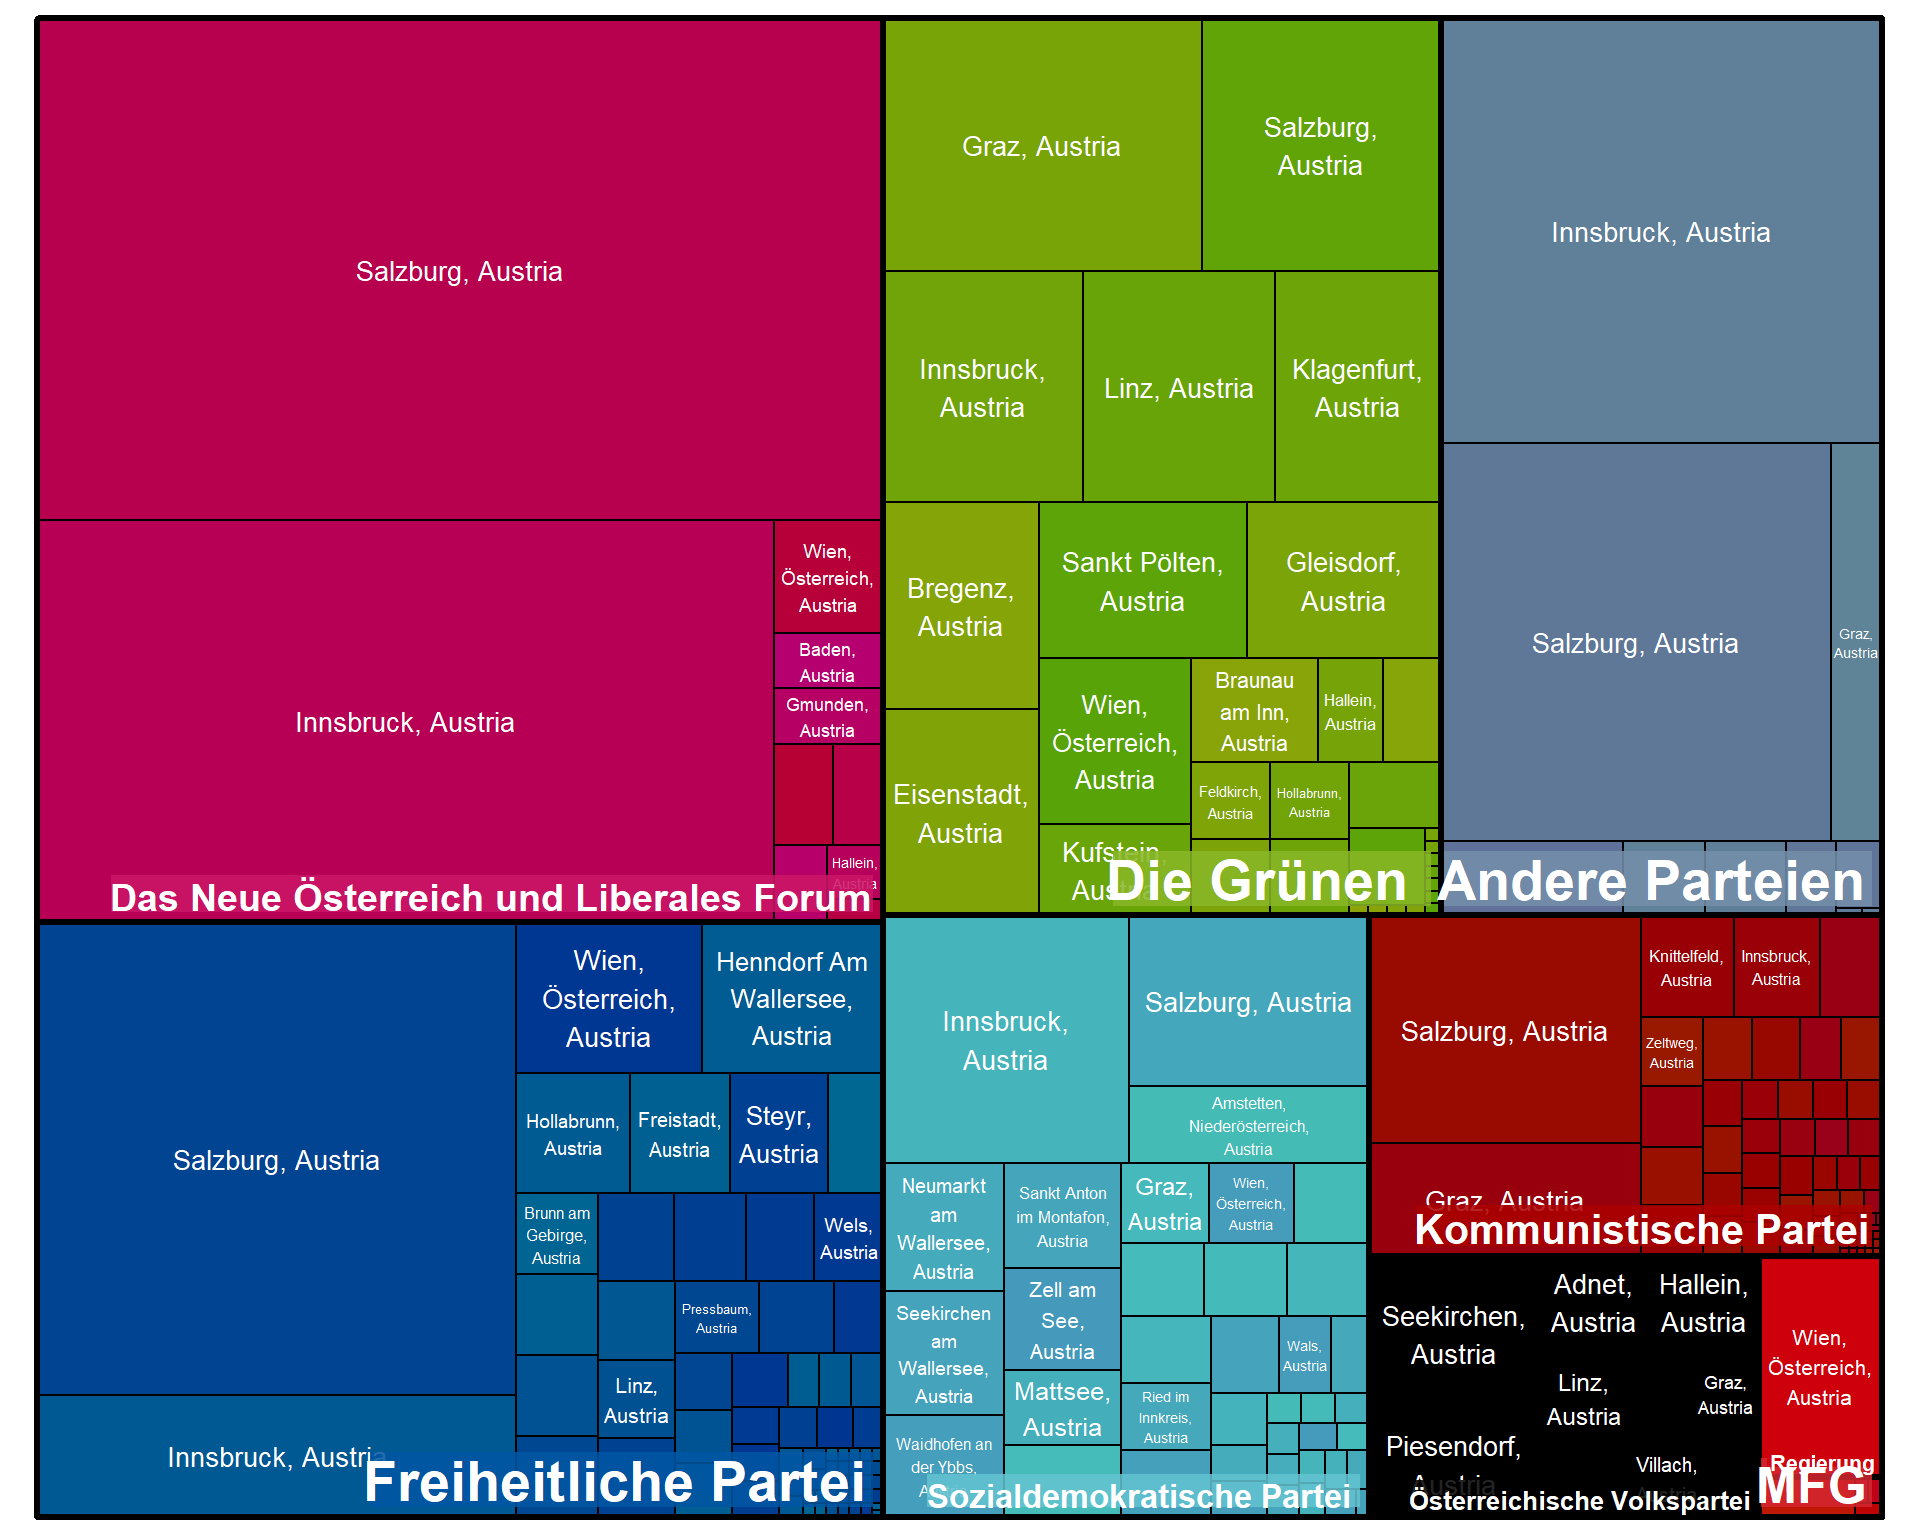 Salzburg, Austria
Innsbruck, Austria
Wien,
Österreich,
Austria
Baden,
Austria
Gmunden,
Austria
Hallein,
Austria
Das Neue Österreich und Liberales Forum
Graz, Austria
Salzburg,
Austria
Innsbruck,
Austria
Linz, Austria
Klagenfurt,
Austria
Bregenz,
Austria
Sankt Pölten,
Austria
Gleisdorf,
Austria
Eisenstadt,
Austria
Wien,
Österreich,
Austria
Braunau
am Inn,
Austria
Hallein,
Austria
Feldkirch,
Austria
Hollabrunn,
Austria
Kufstein,
Austria
Die Grünen
Innsbruck, Austria
Salzburg, Austria
Graz,
Austria
Andere Parteien
Salzburg, Austria
Wien,
Österreich,
Austria
Henndorf Am
Wallersee,
Austria
Hollabrunn,
Austria
Freistadt,
Austria
Steyr,
Austria
Brunn am
Gebirge,
Austria
Wels,
Austria
Pressbaum,
Austria
Linz,
Austria
Innsbruck, Austria
Freiheitliche Partei
Innsbruck,
Austria
Salzburg, Austria
Amstetten,
Niederösterreich,
Austria
Neumarkt
am
Wallersee,
Austria
Sankt Anton
im Montafon,
Austria
Graz,
Austria
Wien,
Österreich,
Austria
Seekirchen
am
Wallersee,
Austria
Zell am
See,
Austria
Wals,
Austria
Mattsee,
Austria
Ried im
Innkreis,
Austria
Waidhofen an
der Ybbs,
Austria
Sozialdemokratische Partei
Salzburg, Austria
Knittelfeld,
Austria
Innsbruck,
Austria
Zeltweg,
Austria
Graz, Austria
Kommunistische Partei
Seekirchen,
Austria
Adnet,
Austria
Hallein,
Austria
Linz,
Austria
Graz,
Austria
Piesendorf,
Austria
Villach,
Austria
Österreichische Volkspartei
Wien,
Österreich,
Austria
Regierung
MFG